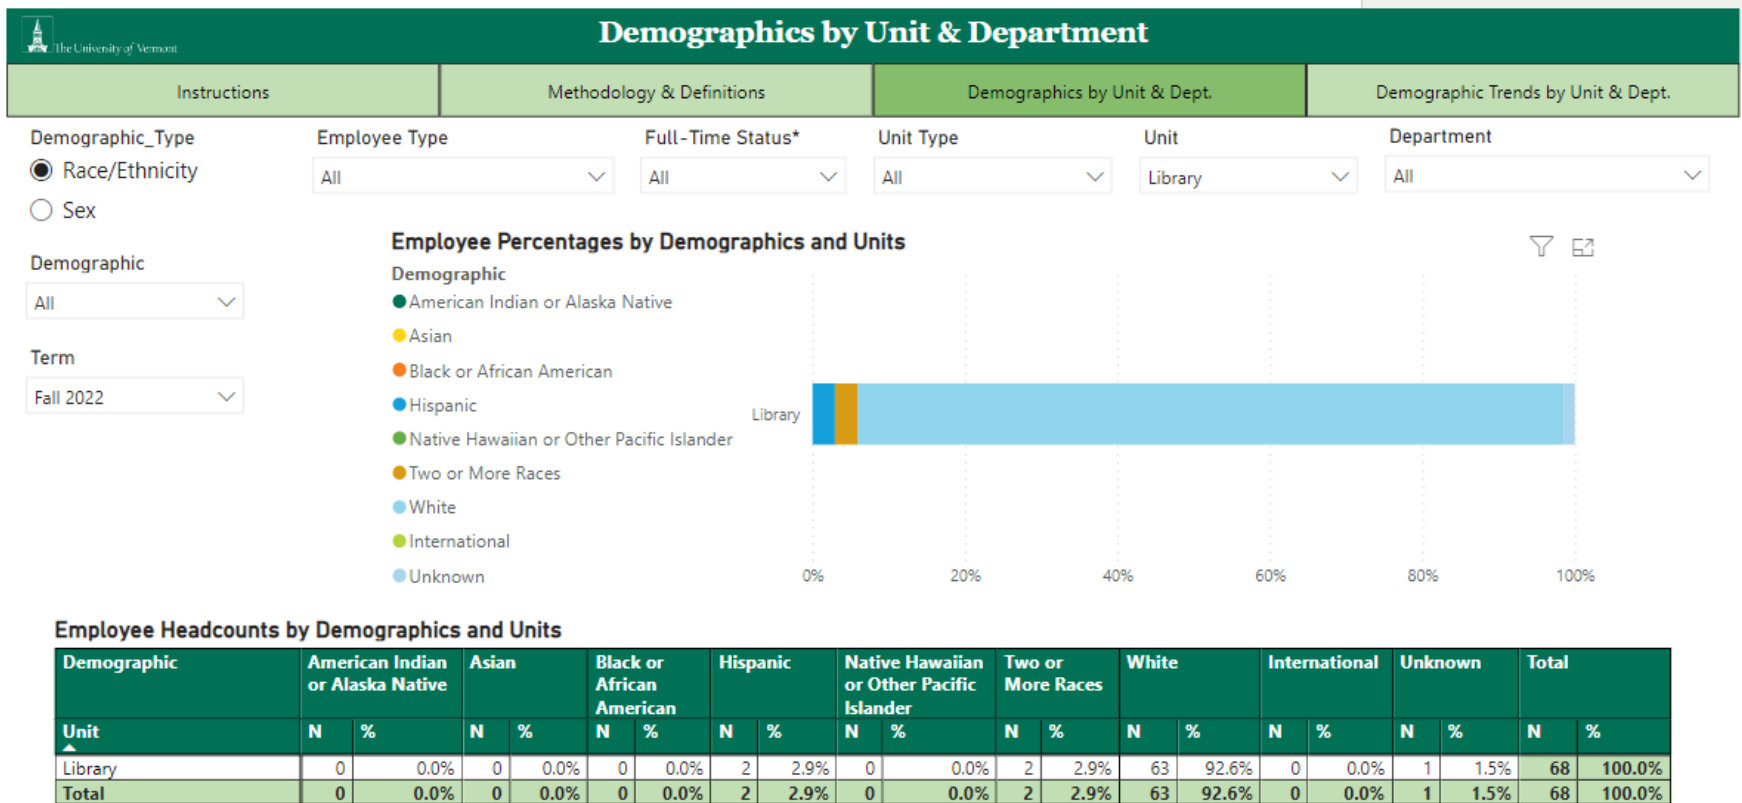 The University of Vermont
Demographics by Unit & Department
Instructions
Methodology & Definitions
Demographics by Unit & Dept.
Demographic Trends by Unit & Dept.
Demographic_Type
Race/Ethnicity
Sex
Employee Type
All
Full-Time Status*
All
Unit Type
All
Unit
Library
Department
All
Demographic
All
Term
Fall 2022
Employee Percentages by Demographics and Units
Demographic
American Indian or Alaska Native
Asian
Black or African American
Hispanic
Native Hawaiian or Other Pacific Islander
Two or More Races
White
International
Unknown
Library
0% 20% 40% 60% 80% 100%
Employee Headcounts by Demographics and Units
Demographic American Indian Asian Black or Hispanic Native Hawaiian Two or White International Unknown Total
or Alaska Native African or Other Pacific More Races
American Islander
Unit N % N % N % N % N % N % N % N % N % N %
Library 0 0.0% 0 0.0% 0 0.0% 2 2.9% 0 0.0% 2 2.9% 63 92.6% 0 0.0% 1 1.5% 68 100.0%
Total 0 0.0% 0 0.0% 0 0.0% 2 2.9% 0 0.0% 2 2.9% 63 92.6% 0 0.0% 1 1.5% 68 100.0%